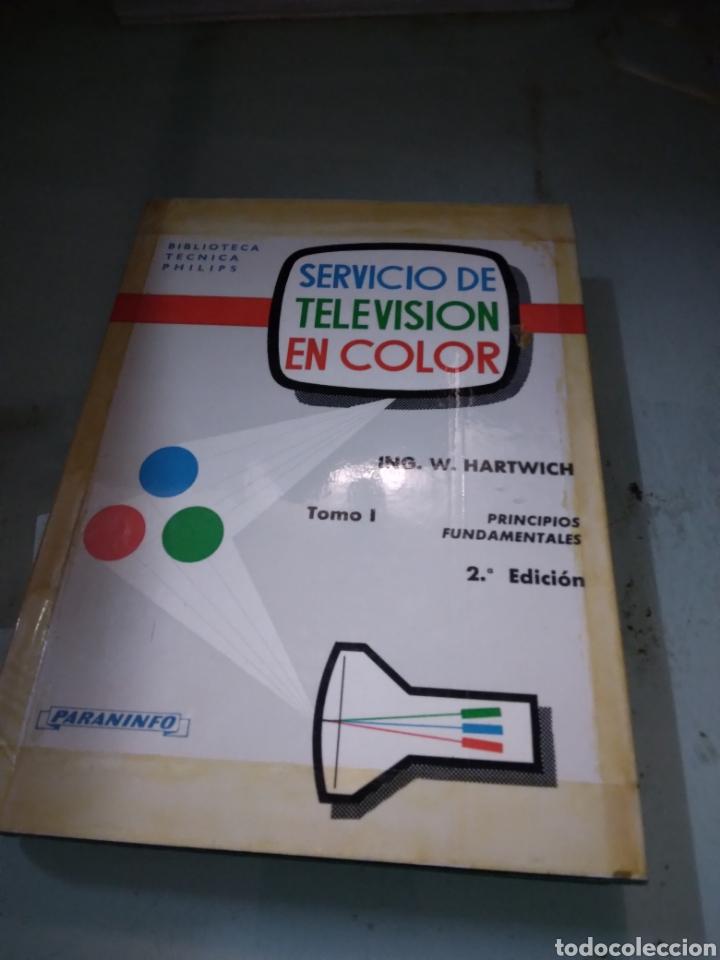 BIBLIOTECA
TECNICA
PHILIPS
SERVICIO DE
TELEVISION
EN COLOR
ING. W. HARTWICH
Tomo I
PRINCIPIOS
FUNDAMENTALES
2.ª Edición
PARANINFO
todocoleccion